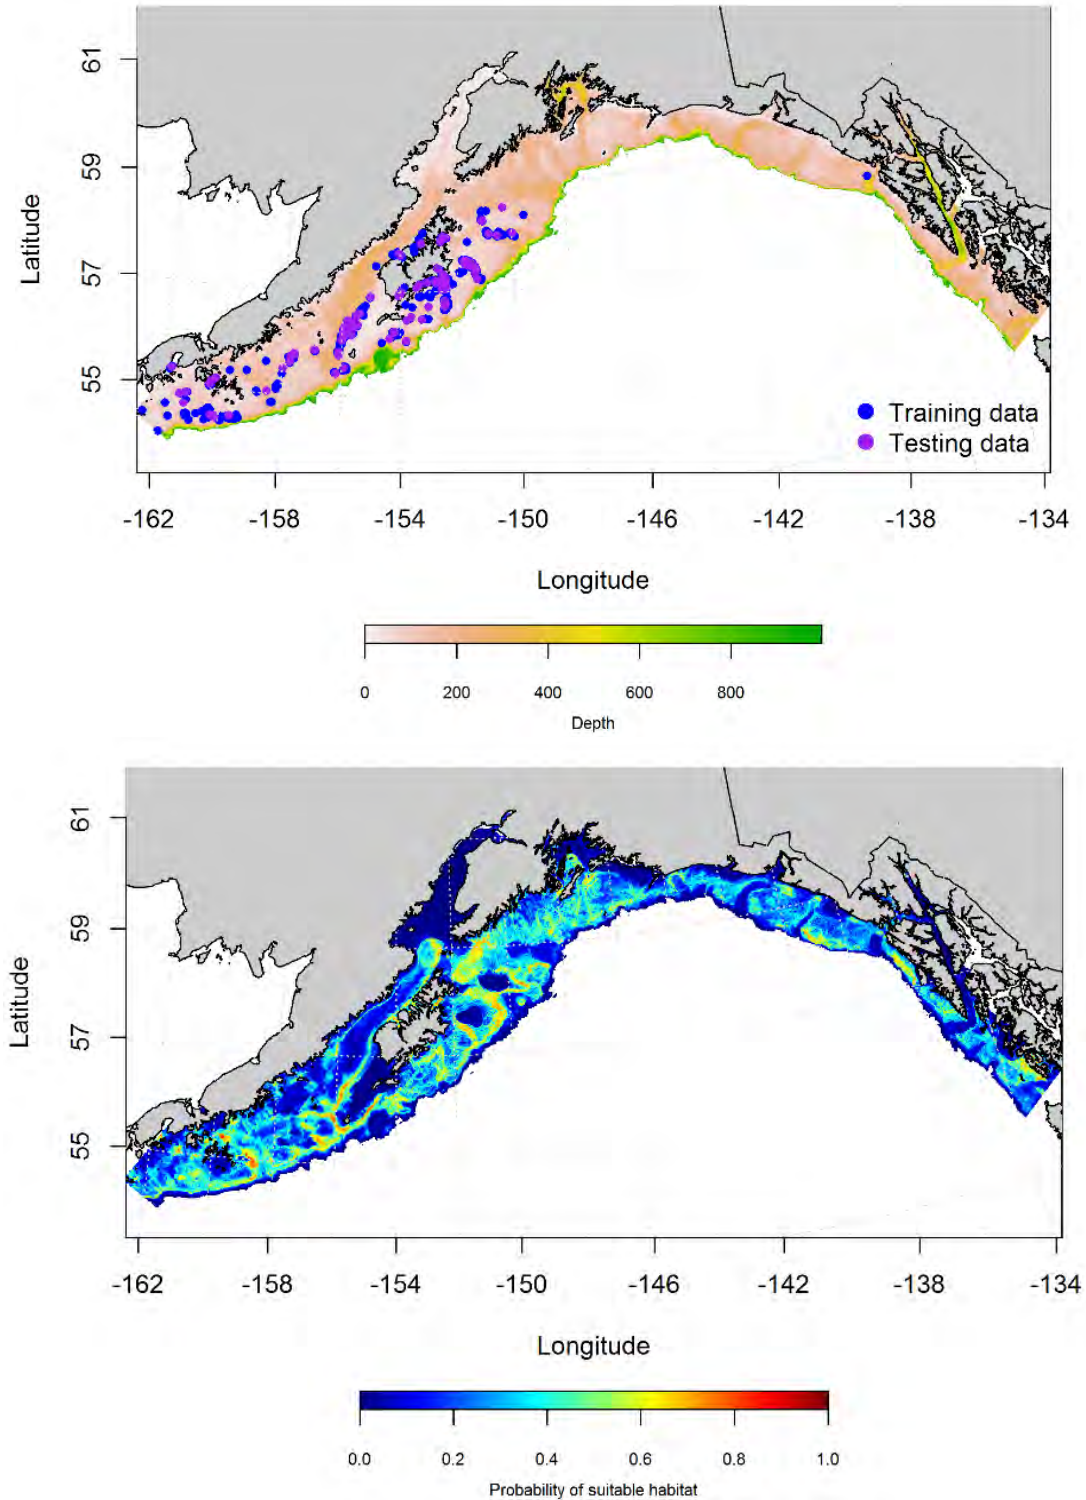 61
59
57
55
Latitude
Training data
Testing data
-162 -158 -154 -150 -146 -142 -138 -134
Longitude
0 200 400 600 800
Depth
61
59
57
55
Latitude
-162 -158 -154 -150 -146 -142 -138 -134
Longitude
0.0 0.2 0.4 0.6 0.8 1.0
Probability of suitable habitat